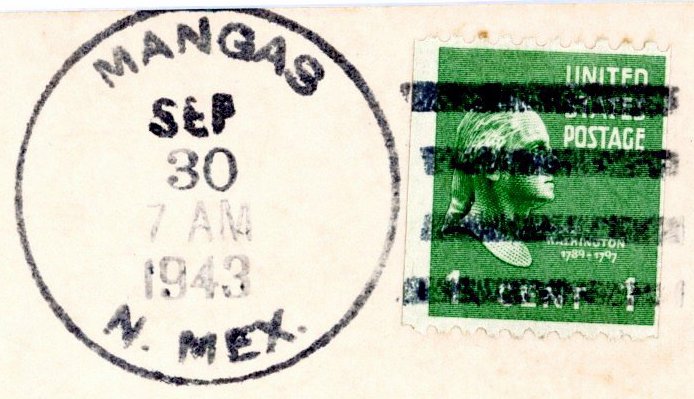 MANGAS
SEP
30
7 AM
1943
N. MEX.
UNITED
STATES
POSTAGE
WASHINGTON
1789-1797
1 CENT 1